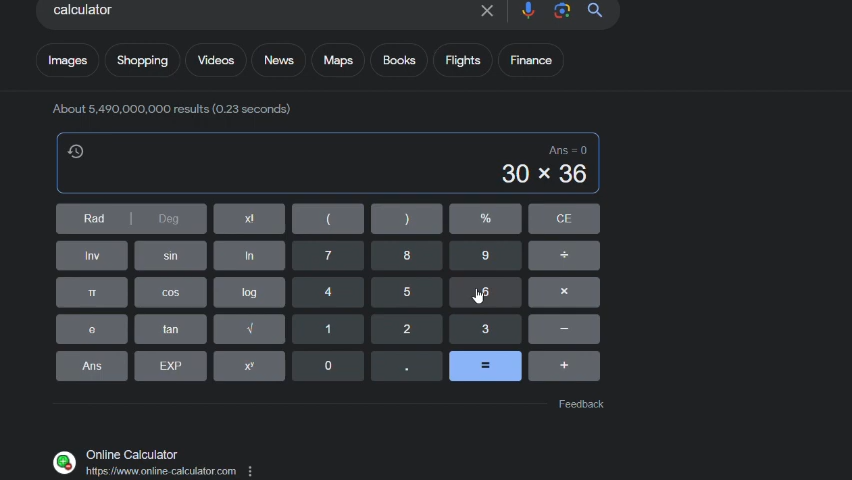 calculator
Images Shopping Videos News Maps Books Flights Finance
About 5,490,000,000 results (0.23 seconds)
Ans = 0
30 × 36
Rad | Deg x! ( ) % CE
Inv sin ln 7 8 9 ÷
π cos log 4 5 6 ×
e tan √ 1 2 3 −
Ans EXP xʸ 0 . = +
Feedback
Online Calculator
https://www.online-calculator.com